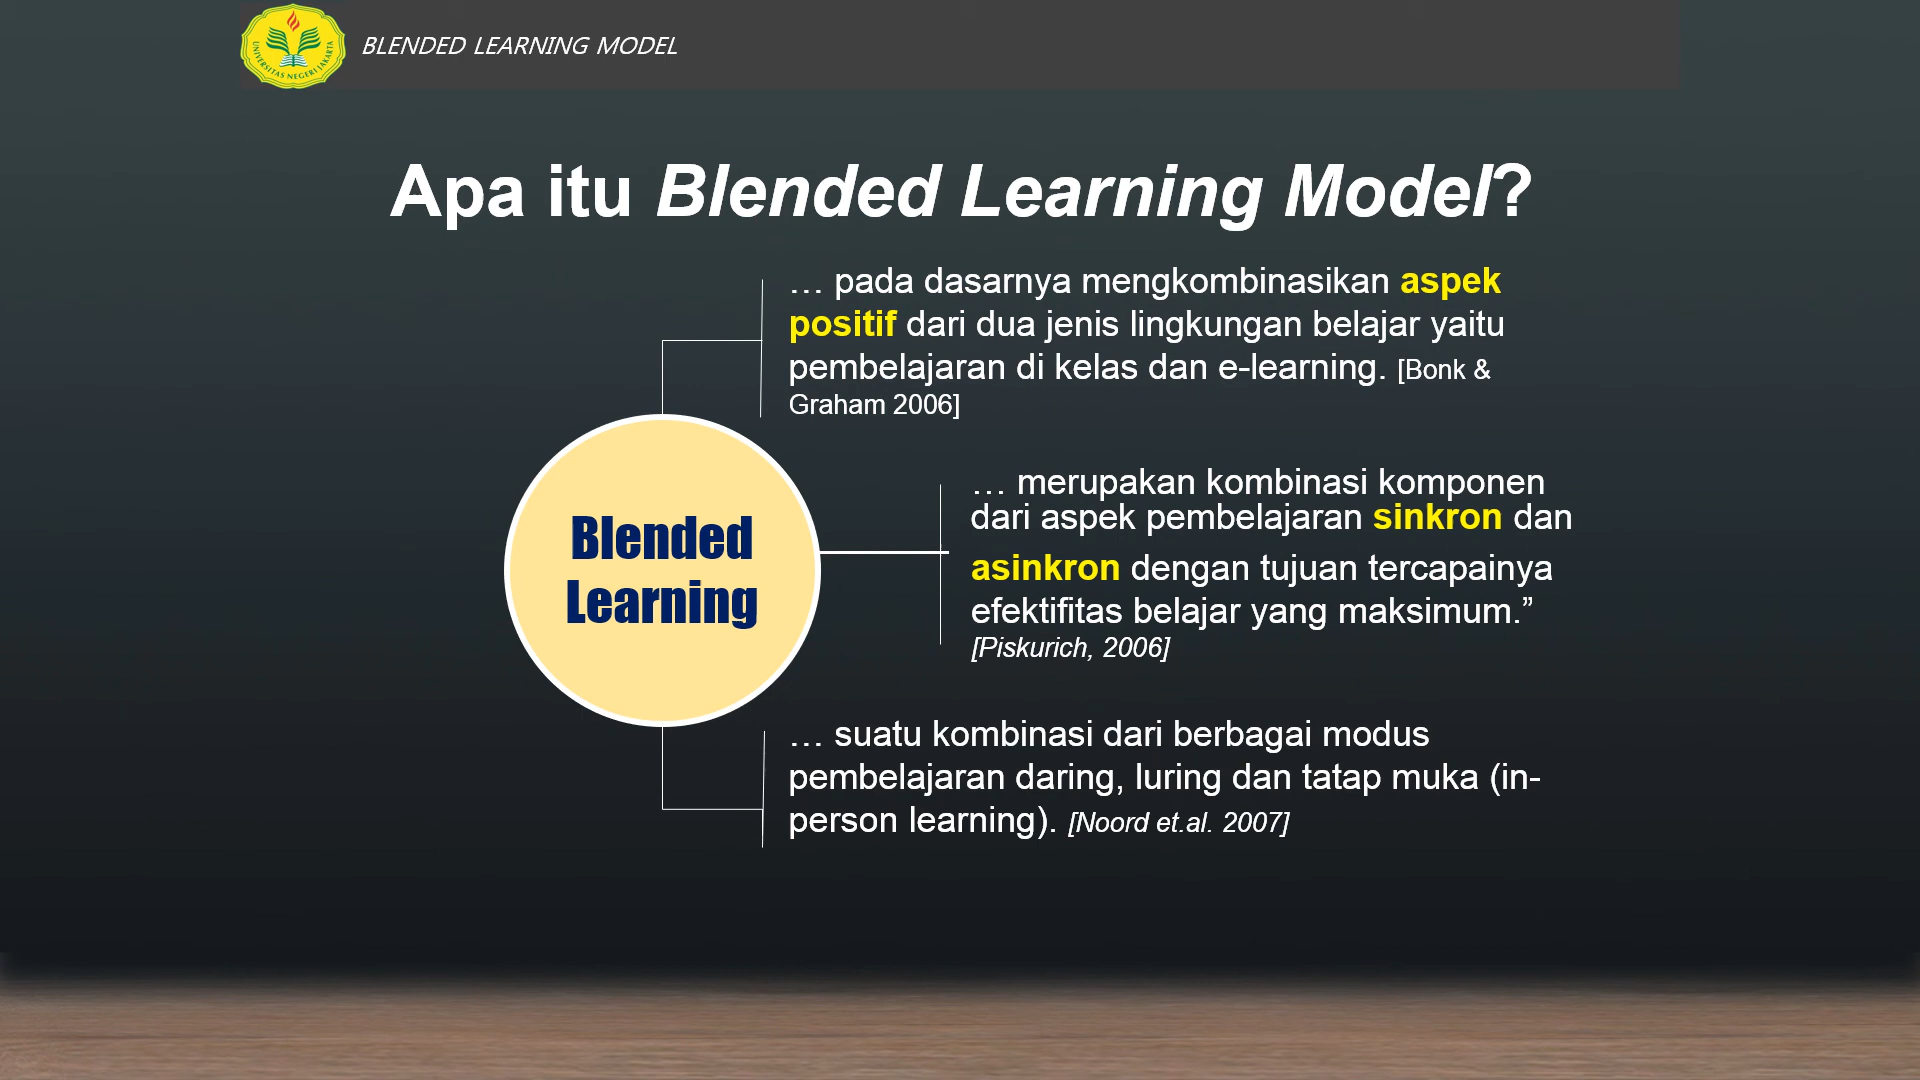 UNIVERSITAS NEGERI JAKARTA
BLENDED LEARNING MODEL
Apa itu Blended Learning Model?
… pada dasarnya mengkombinasikan aspek
positif dari dua jenis lingkungan belajar yaitu
pembelajaran di kelas dan e-learning. [Bonk &
Graham 2006]
Blended
Learning
… merupakan kombinasi komponen
dari aspek pembelajaran sinkron dan
asinkron dengan tujuan tercapainya
efektifitas belajar yang maksimum.”
[Piskurich, 2006]
… suatu kombinasi dari berbagai modus
pembelajaran daring, luring dan tatap muka (in-
person learning). [Noord et.al. 2007]